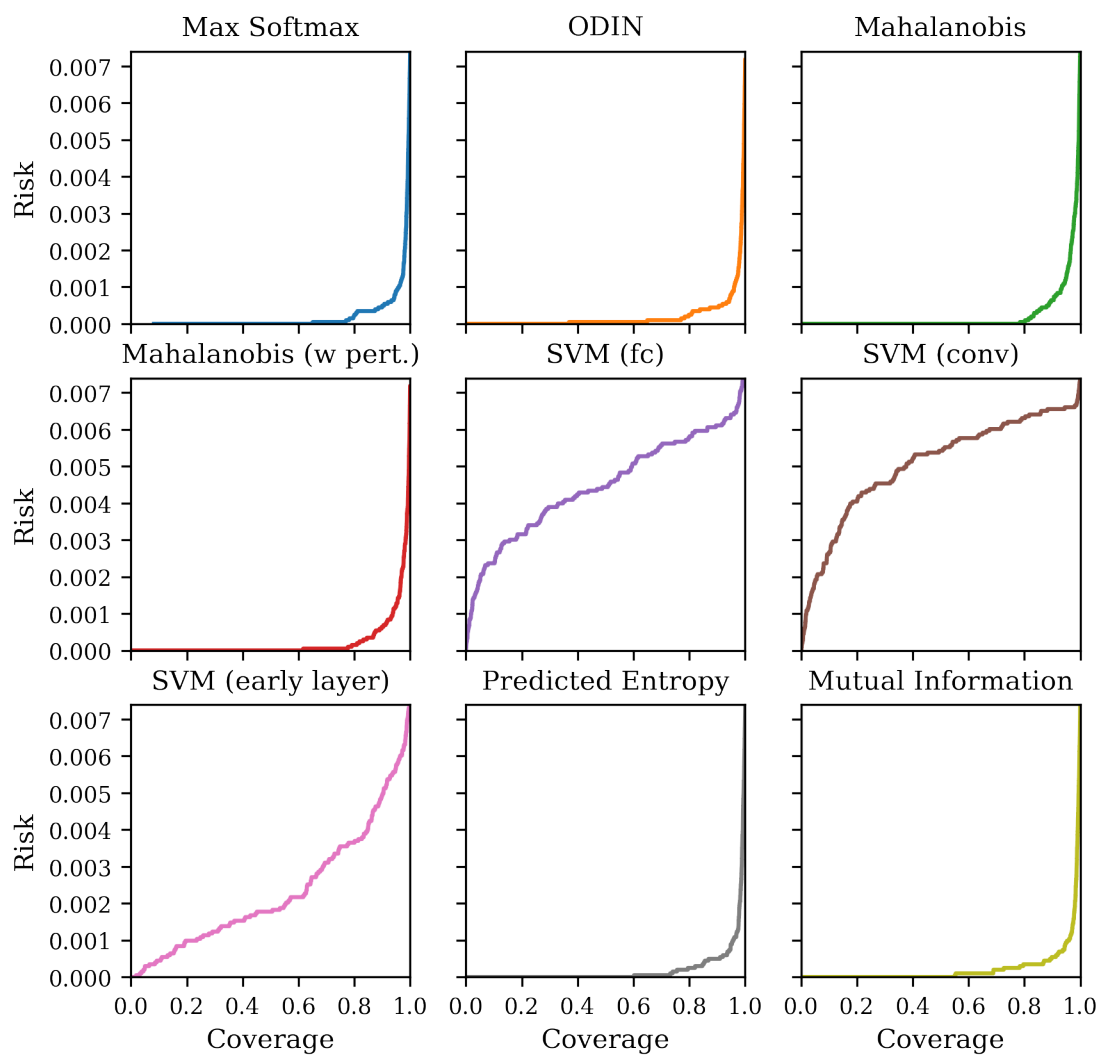 Max Softmax
ODIN
Mahalanobis
0.007
0.006
0.005
0.004
0.003
0.002
0.001
0.000
Risk
Mahalanobis (w pert.)
SVM (fc)
SVM (conv)
0.007
0.006
0.005
0.004
0.003
0.002
0.001
0.000
Risk
SVM (early layer)
Predicted Entropy
Mutual Information
0.007
0.006
0.005
0.004
0.003
0.002
0.001
0.000
Risk
0.0 0.2 0.4 0.6 0.8 1.0
0.0 0.2 0.4 0.6 0.8 1.0
0.0 0.2 0.4 0.6 0.8 1.0
Coverage
Coverage
Coverage